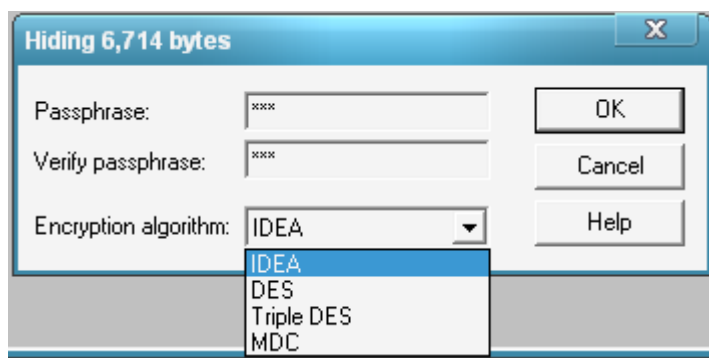 Hiding 6,714 bytes
Passphrase: ***
OK
Verify passphrase: ***
Cancel
Encryption algorithm: IDEA
Help
IDEA
DES
Triple DES
MDC